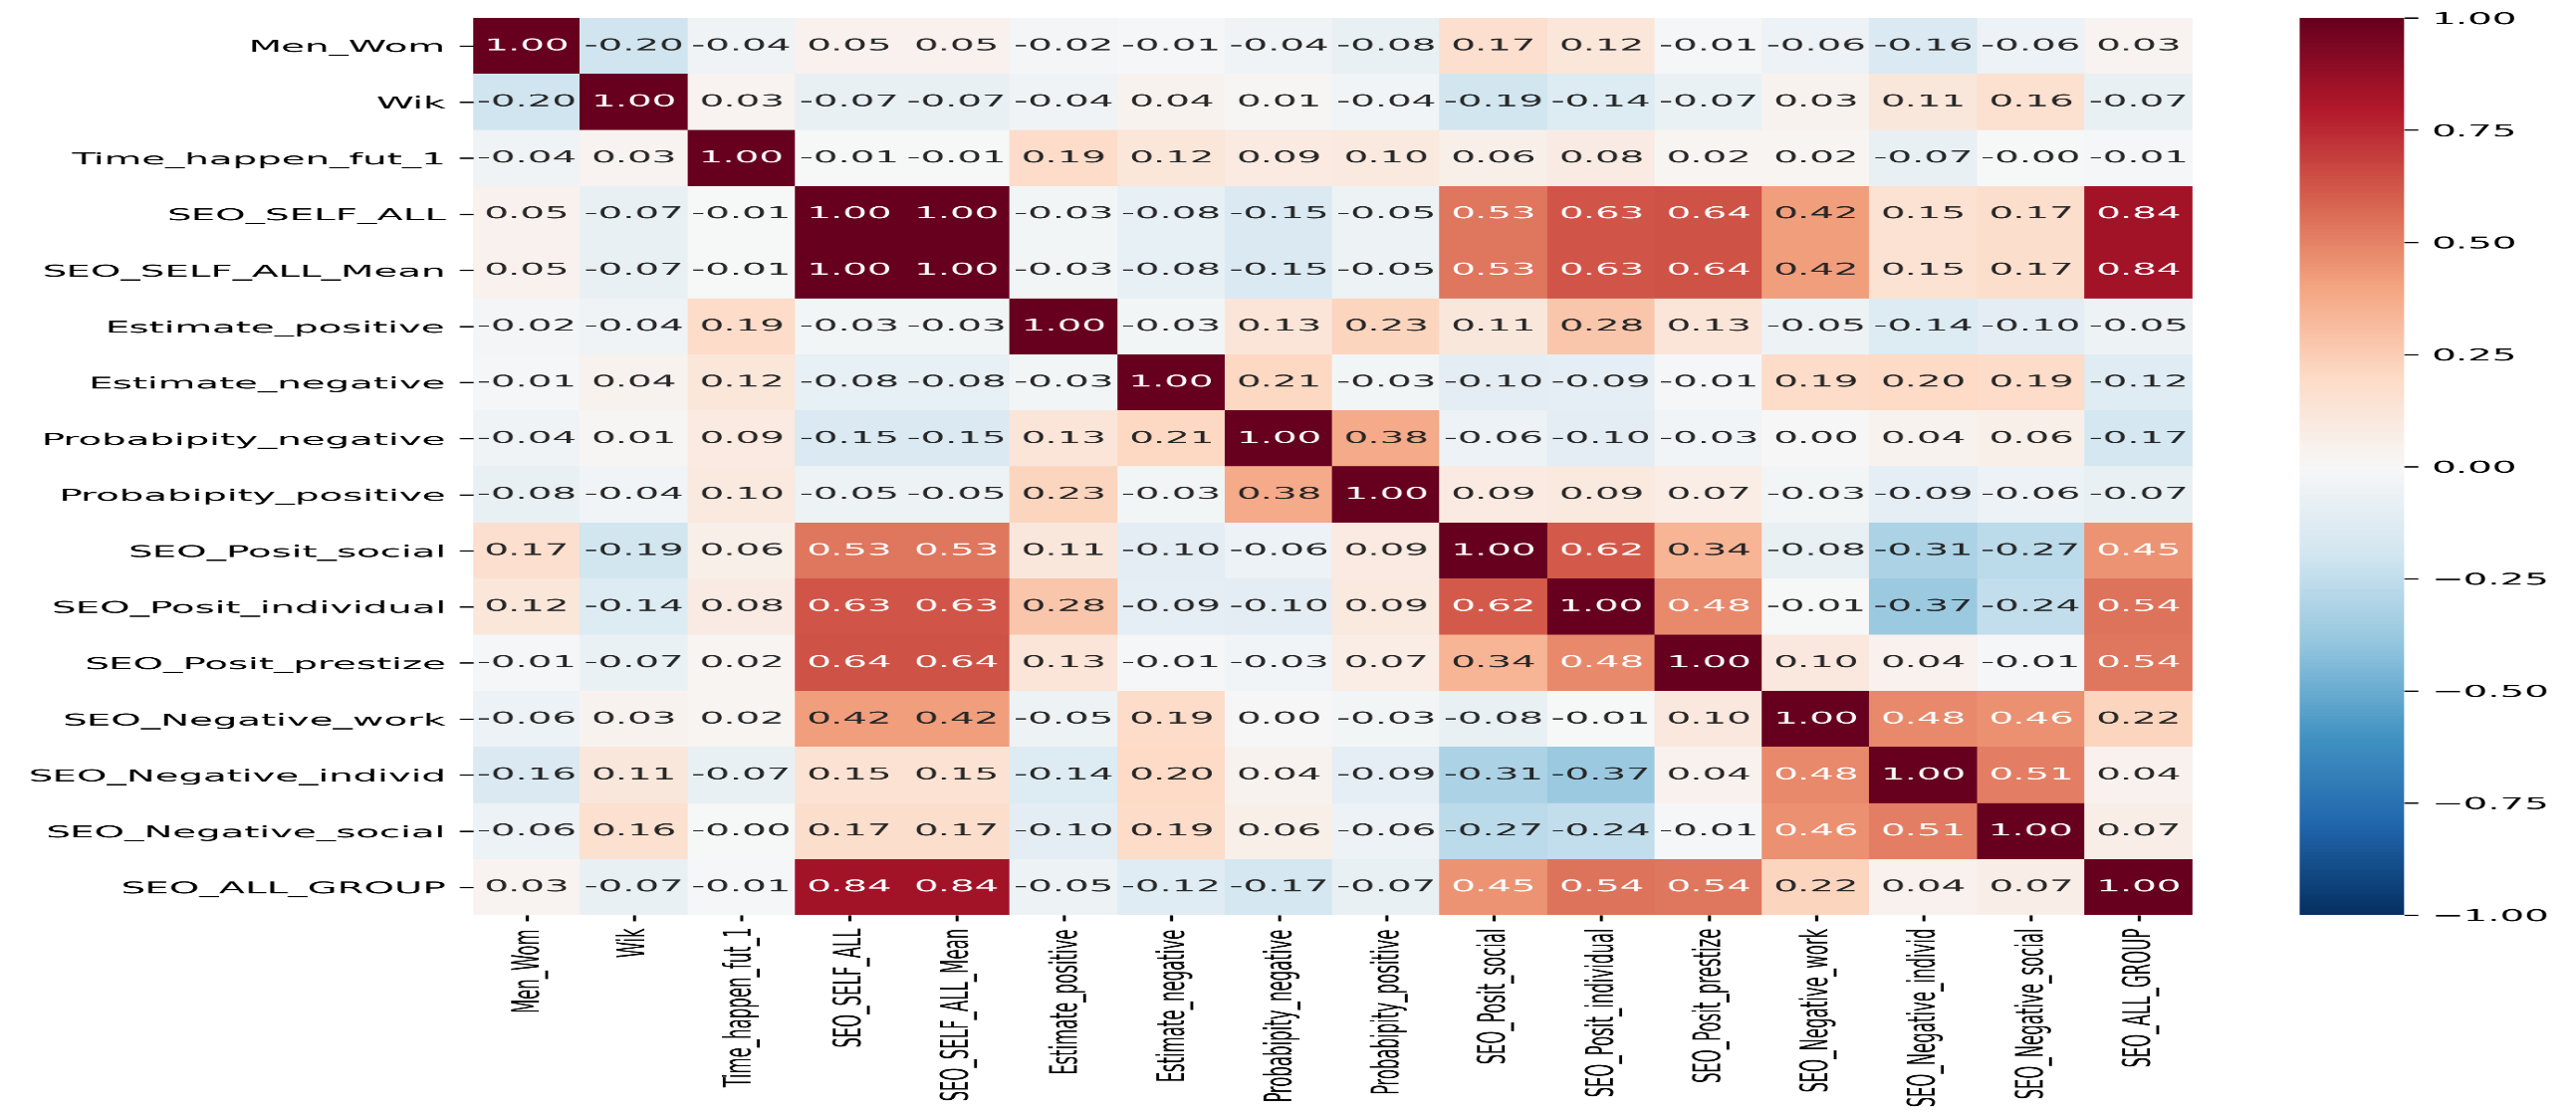 Men_Wom 1.00 -0.20 -0.04 0.05 0.05 -0.02 -0.01 -0.04 -0.08 0.17 0.12 -0.01 -0.06 -0.16 -0.06 0.03
Wik -0.20 1.00 0.03 -0.07 -0.07 -0.04 0.04 0.01 -0.04 -0.19 -0.14 -0.07 0.03 0.11 0.16 -0.07
Time_happen_fut_1 -0.04 0.03 1.00 -0.01 -0.01 0.19 0.12 0.09 0.10 0.06 0.08 0.02 0.02 -0.07 -0.00 -0.01
SEO_SELF_ALL 0.05 -0.07 -0.01 1.00 1.00 -0.03 -0.08 -0.15 -0.05 0.53 0.63 0.64 0.42 0.15 0.17 0.84
SEO_SELF_ALL_Mean 0.05 -0.07 -0.01 1.00 1.00 -0.03 -0.08 -0.15 -0.05 0.53 0.63 0.64 0.42 0.15 0.17 0.84
Estimate_positive -0.02 -0.04 0.19 -0.03 -0.03 1.00 -0.03 0.13 0.23 0.11 0.28 0.13 -0.05 -0.14 -0.10 -0.05
Estimate_negative -0.01 0.04 0.12 -0.08 -0.08 -0.03 1.00 0.21 -0.03 -0.10 -0.09 -0.01 0.19 0.20 0.19 -0.12
Probabipity_negative -0.04 0.01 0.09 -0.15 -0.15 0.13 0.21 1.00 0.38 -0.06 -0.10 -0.03 0.00 0.04 0.06 -0.17
Probabipity_positive -0.08 -0.04 0.10 -0.05 -0.05 0.23 -0.03 0.38 1.00 0.09 0.09 0.07 -0.03 -0.09 -0.06 -0.07
SEO_Posit_social 0.17 -0.19 0.06 0.53 0.53 0.11 -0.10 -0.06 0.09 1.00 0.62 0.34 -0.08 -0.31 -0.27 0.45
SEO_Posit_individual 0.12 -0.14 0.08 0.63 0.63 0.28 -0.09 -0.10 0.09 0.62 1.00 0.48 -0.01 -0.37 -0.24 0.54
SEO_Posit_prestize -0.01 -0.07 0.02 0.64 0.64 0.13 -0.01 -0.03 0.07 0.34 0.48 1.00 0.10 0.04 -0.01 0.54
SEO_Negative_work -0.06 0.03 0.02 0.42 0.42 -0.05 0.19 0.00 -0.03 -0.08 -0.01 0.10 1.00 0.48 0.46 0.22
SEO_Negative_individ -0.16 0.11 -0.07 0.15 0.15 -0.14 0.20 0.04 -0.09 -0.31 -0.37 0.04 0.48 1.00 0.51 0.04
SEO_Negative_social -0.06 0.16 -0.00 0.17 0.17 -0.10 0.19 0.06 -0.06 -0.27 -0.24 -0.01 0.46 0.51 1.00 0.07
SEO_ALL_GROUP 0.03 -0.07 -0.01 0.84 0.84 -0.05 -0.12 -0.17 -0.07 0.45 0.54 0.54 0.22 0.04 0.07 1.00
Men_Wom
Wik
Time_happen_fut_1
SEO_SELF_ALL
SEO_SELF_ALL_Mean
Estimate_positive
Estimate_negative
Probabipity_negative
Probabipity_positive
SEO_Posit_social
SEO_Posit_individual
SEO_Posit_prestize
SEO_Negative_work
SEO_Negative_individ
SEO_Negative_social
SEO_ALL_GROUP
1.00
0.75
0.50
0.25
0.00
−0.25
−0.50
−0.75
−1.00